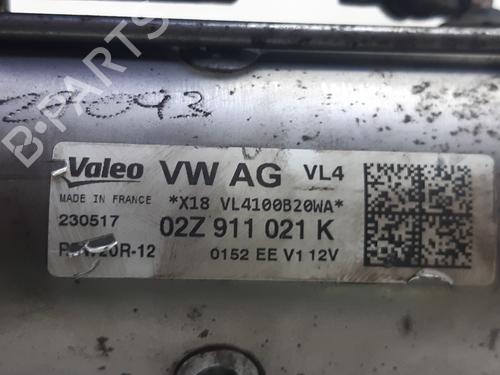 B-PARTS
Valeo VW AG VL4
MADE IN FRANCE *X18 VL4100B20WA*
230517 02Z 911 021 K
0152 EE V1 12V